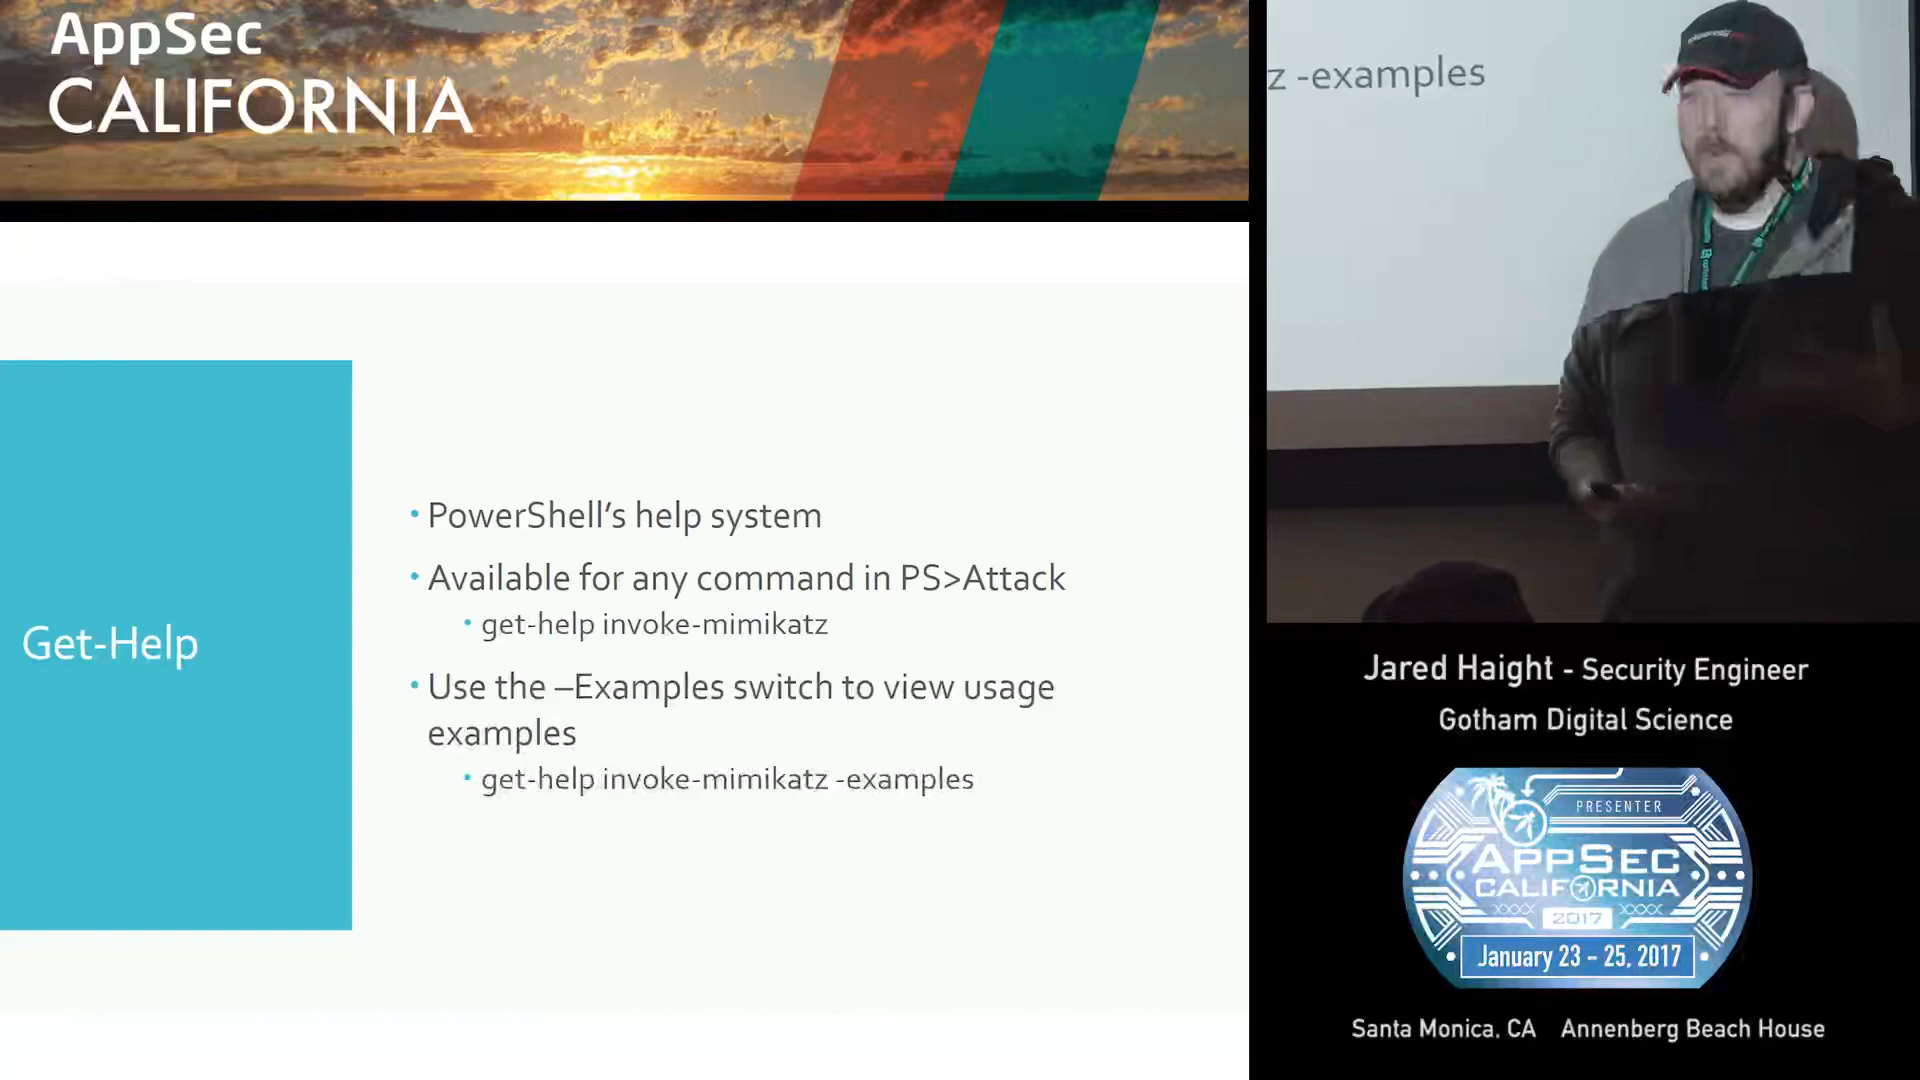 AppSec
CALIFORNIA
Get-Help
• PowerShell’s help system
• Available for any command in PS>Attack
• get-help invoke-mimikatz
• Use the –Examples switch to view usage
examples
• get-help invoke-mimikatz -examples
z -examples
Jared Haight - Security Engineer
Gotham Digital Science
PRESENTER
APPSEC
CALIFORNIA
2017
January 23 - 25, 2017
Santa Monica, CA Annenberg Beach House